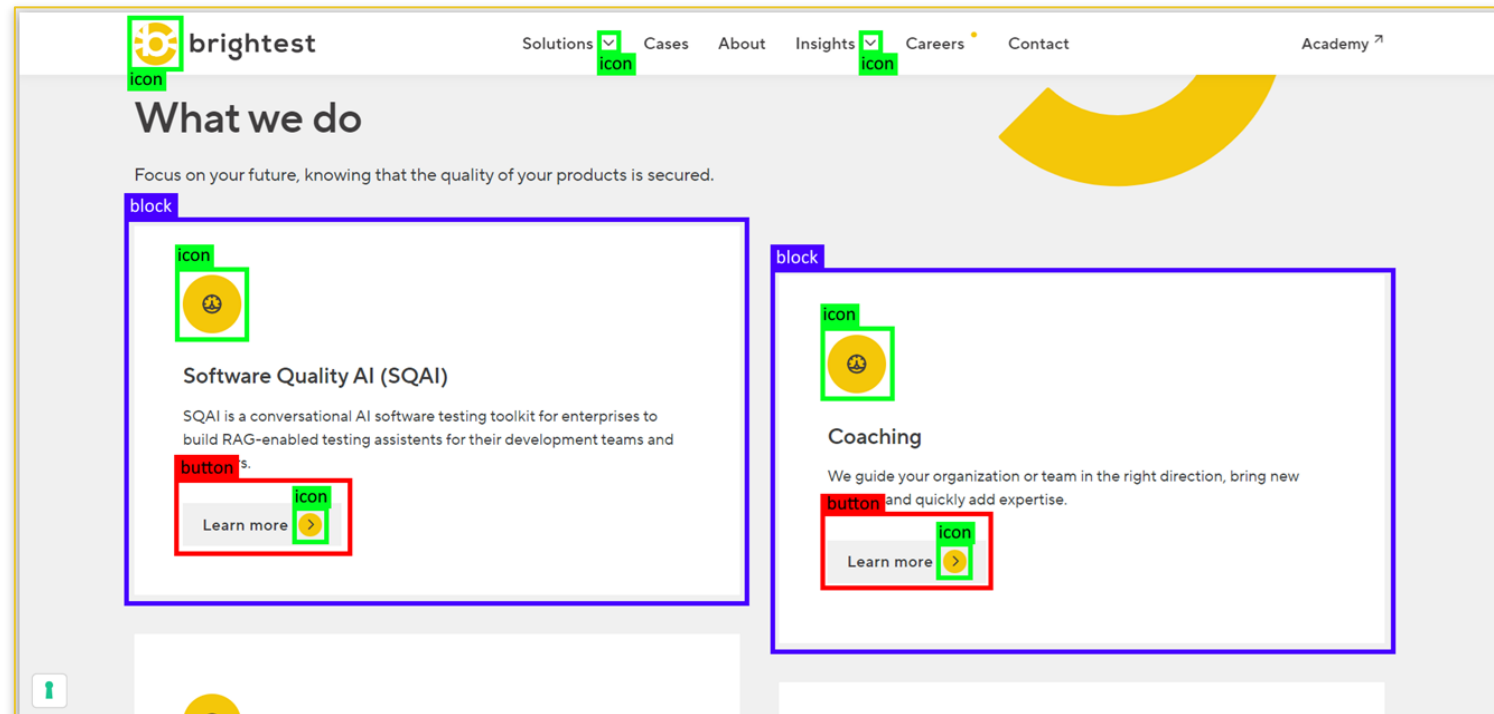 brightest
Solutions Cases About Insights Careers Contact Academy
icon
icon
icon
What we do
Focus on your future, knowing that the quality of your products is secured.
block
icon
Software Quality AI (SQAI)
SQAI is a conversational AI software testing toolkit for enterprises to
build RAG-enabled testing assistents for their development teams and
button s.
icon
Learn more
block
icon
Coaching
We guide your organization or team in the right direction, bring new
button and quickly add expertise.
icon
Learn more